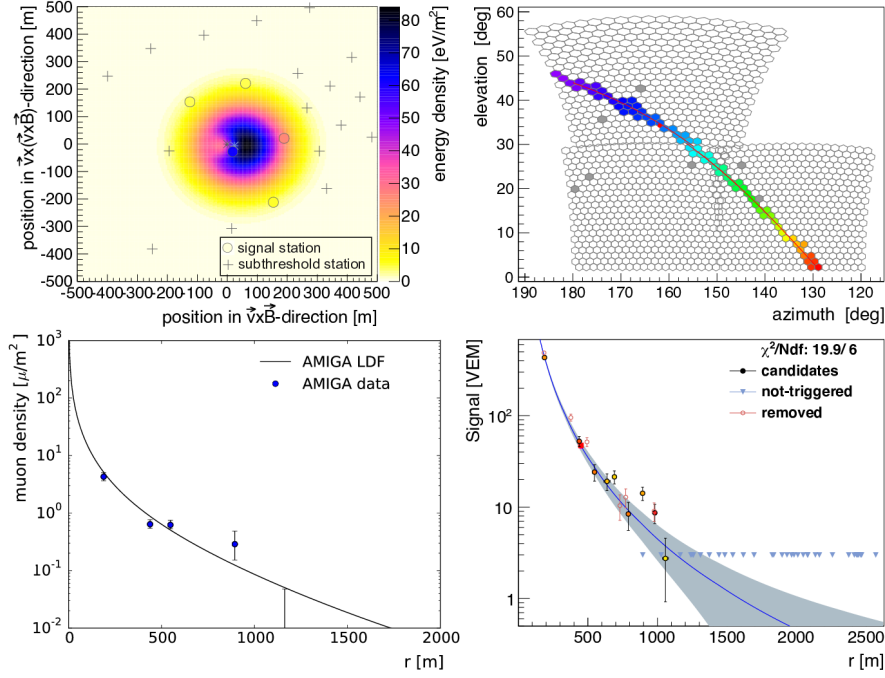 position in v⃗x(v⃗xB⃗)-direction [m]
500
400
300
200
100
0
-100
-200
-300
-400
-500
-500-400-300-200-100 0 100 200 300 400 500
position in v⃗xB⃗-direction [m]
signal station
subthreshold station
80
70
60
50
40
30
20
10
0
energy density [eV/m²]
elevation [deg]
60
50
40
30
20
10
0
190 180 170 160 150 140 130 120
azimuth [deg]
muon density [μ/m²]
10³
10²
10¹
10⁰
10⁻¹
10⁻²
0 500 1000 1500 2000
r [m]
AMIGA LDF
AMIGA data
Signal [VEM]
10²
10
1
500 1000 1500 2000 2500
r [m]
χ²/Ndf: 19.9/ 6
candidates
not-triggered
removed